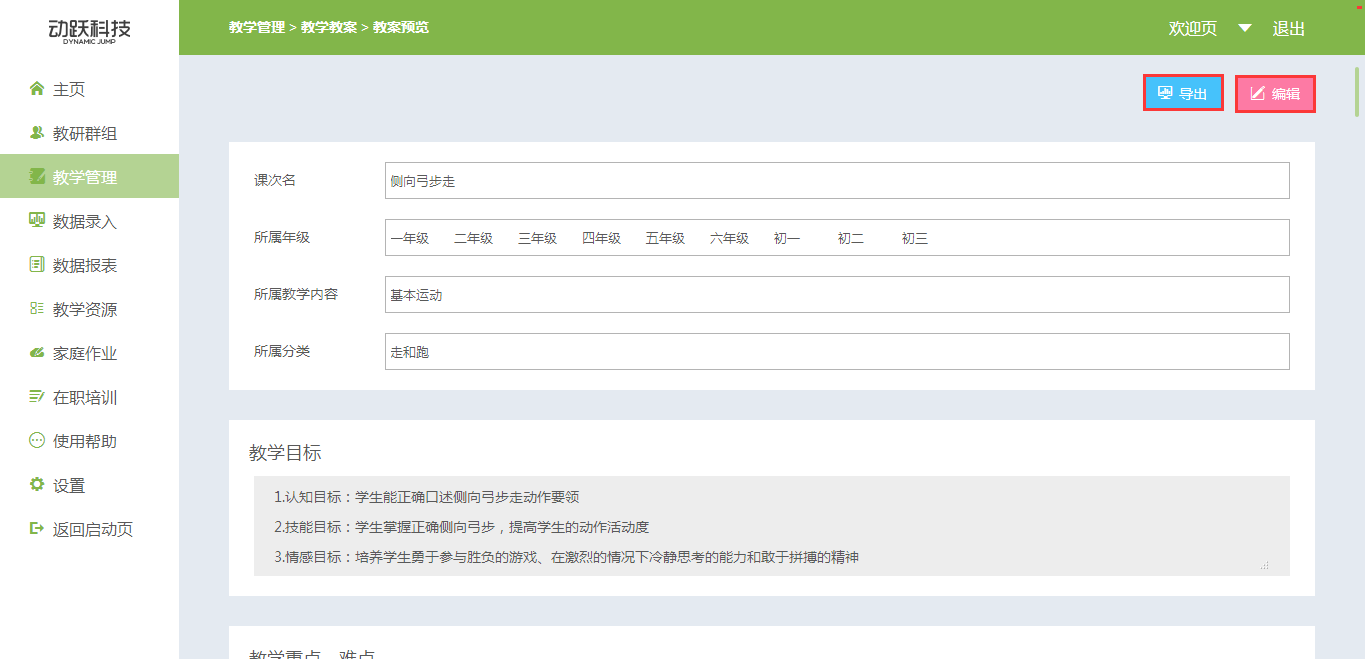 动跃科技
DYNAMIC JUMP
教学管理 > 教学教案 > 教案预览
欢迎页 退出
主页
教研群组
教学管理
数据录入
数据报表
教学资源
家庭作业
在职培训
使用帮助
设置
返回启动页
导出 编辑
课次名 侧向弓步走
所属年级 一年级 二年级 三年级 四年级 五年级 六年级 初一 初二 初三
所属教学内容 基本运动
所属分类 走和跑
教学目标
1.认知目标：学生能正确口述侧向弓步走动作要领
2.技能目标：学生掌握正确侧向弓步，提高学生的动作活动度
3.情感目标：培养学生勇于参与胜负的游戏、在激烈的情况下冷静思考的能力和敢于拼搏的精神
教学重点、难点